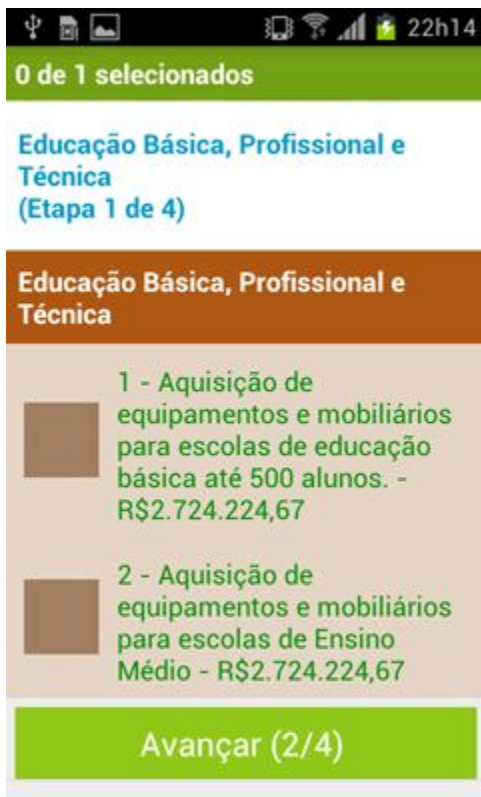 22h14
0 de 1 selecionados
Educação Básica, Profissional e
Técnica
(Etapa 1 de 4)
Educação Básica, Profissional e
Técnica
1 - Aquisição de
equipamentos e mobiliários
para escolas de educação
básica até 500 alunos. -
R$2.724.224,67
2 - Aquisição de
equipamentos e mobiliários
para escolas de Ensino
Médio - R$2.724.224,67
Avançar (2/4)